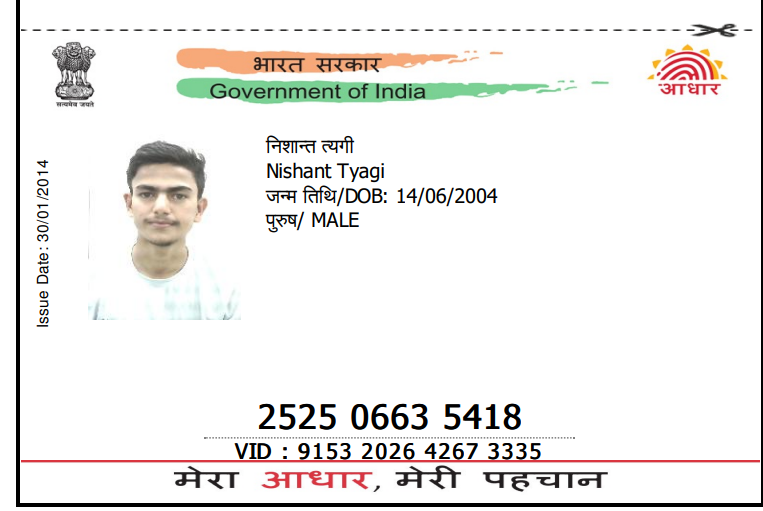 भारत सरकार
Government of India
सत्यमेव जयते
आधार
Issue Date: 30/01/2014
निशान्त त्यगी
Nishant Tyagi
जन्म तिथि/DOB: 14/06/2004
पुरुष/ MALE
2525 0663 5418
VID : 9153 2026 4267 3335
मेरा आधार, मेरी पहचान